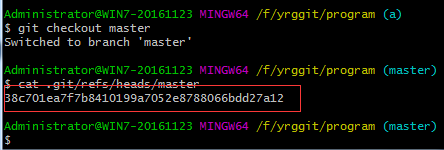 Administrator@WIN7-20161123 MINGW64 /f/yrggit/program (a)
$ git checkout master
Switched to branch 'master'
Administrator@WIN7-20161123 MINGW64 /f/yrggit/program (master)
$ cat .git/refs/heads/master
38c701ea7f7b8410199a7052e8788066bdd27a12
Administrator@WIN7-20161123 MINGW64 /f/yrggit/program (master)
$